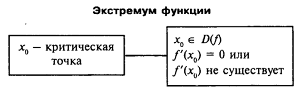 Экстремум функции
x₀ – критическая
точка
x₀ ∈ D(f)
f′(x₀) = 0 или
f′(x₀) не существует